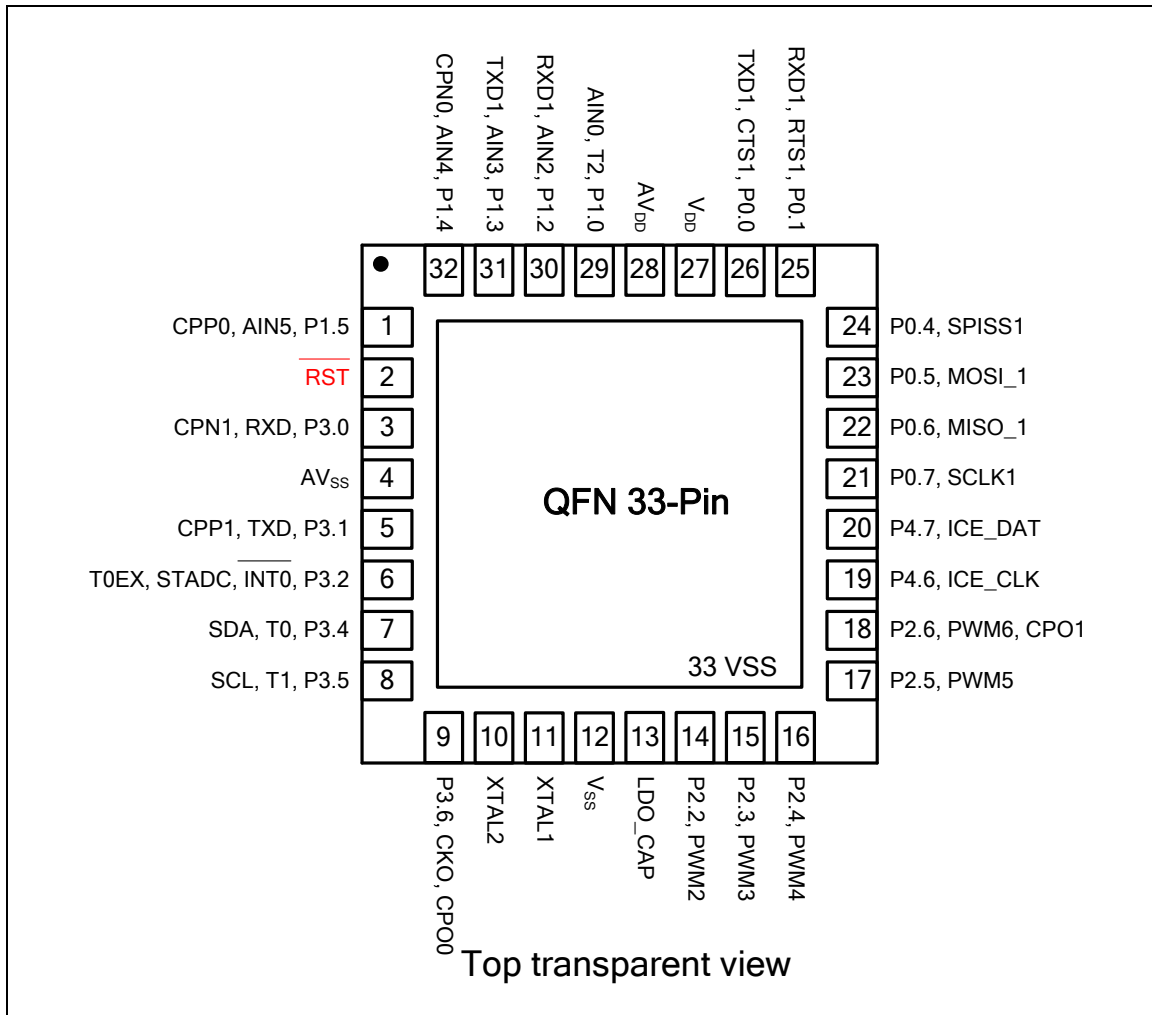 CPN0, AIN4, P1.4
TXD1, AIN3, P1.3
RXD1, AIN2, P1.2
AIN0, T2, P1.0
AVDD
VDD
TXD1, CTS1, P0.0
RXD1, RTS1, P0.1
32
31
30
29
28
27
26
25
CPP0, AIN5, P1.5
1
RST
2
CPN1, RXD, P3.0
3
AVSS
4
CPP1, TXD, P3.1
5
T0EX, STADC, INT0, P3.2
6
SDA, T0, P3.4
7
SCL, T1, P3.5
8
QFN 33-Pin
33 VSS
24
P0.4, SPISS1
23
P0.5, MOSI_1
22
P0.6, MISO_1
21
P0.7, SCLK1
20
P4.7, ICE_DAT
19
P4.6, ICE_CLK
18
P2.6, PWM6, CPO1
17
P2.5, PWM5
9
10
11
12
13
14
15
16
P3.6, CKO, CPO0
XTAL2
XTAL1
VSS
LDO_CAP
P2.2, PWM2
P2.3, PWM3
P2.4, PWM4
Top transparent view